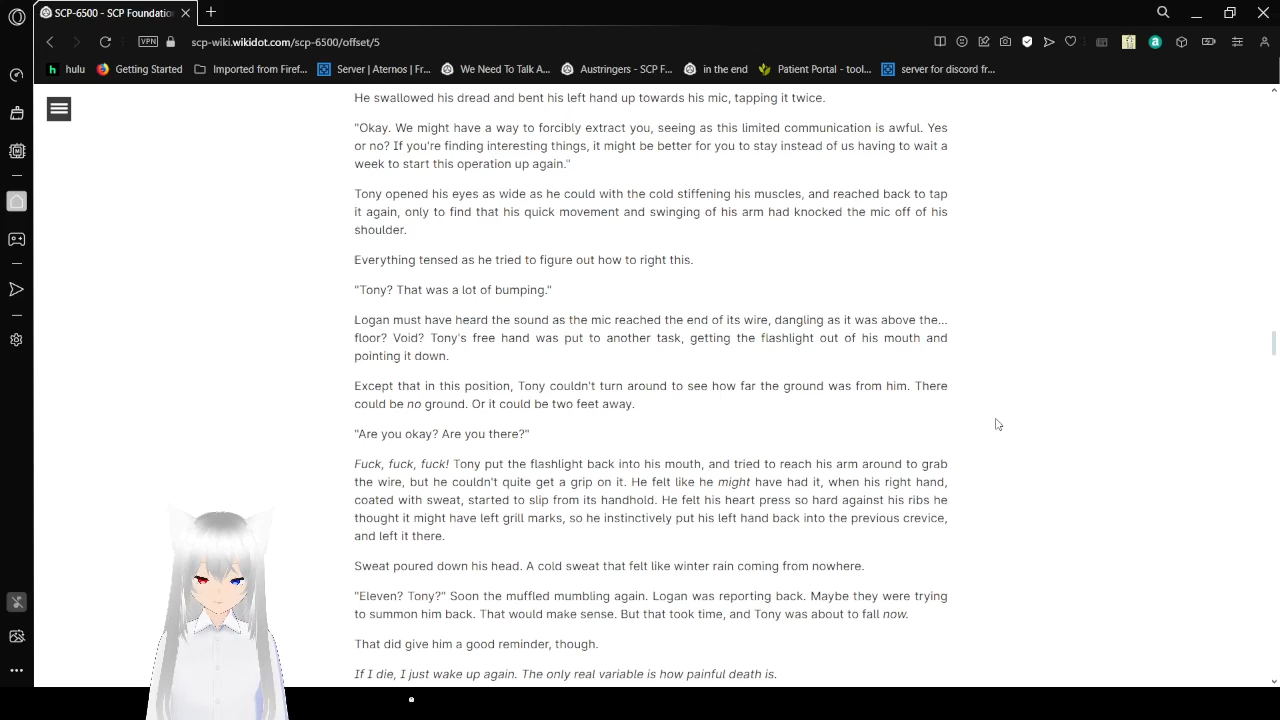 SCP-6500 - SCP Foundatio
VPN
scp-wiki.wikidot.com/scp-6500/offset/5
hulu
Getting Started
Imported from Firef...
Server | Aternos | Fr...
We Need To Talk A...
Austringers - SCP F...
in the end
Patient Portal - tool...
server for discord fr...
He swallowed his dread and bent his left hand up towards his mic, tapping it twice.
"Okay. We might have a way to forcibly extract you, seeing as this limited communication is awful. Yes
or no? If you're finding interesting things, it might be better for you to stay instead of us having to wait a
week to start this operation up again."
Tony opened his eyes as wide as he could with the cold stiffening his muscles, and reached back to tap
it again, only to find that his quick movement and swinging of his arm had knocked the mic off of his
shoulder.
Everything tensed as he tried to figure out how to right this.
"Tony? That was a lot of bumping."
Logan must have heard the sound as the mic reached the end of its wire, dangling as it was above the...
floor? Void? Tony's free hand was put to another task, getting the flashlight out of his mouth and
pointing it down.
Except that in this position, Tony couldn't turn around to see how far the ground was from him. There
could be no ground. Or it could be two feet away.
"Are you okay? Are you there?"
Fuck, fuck, fuck! Tony put the flashlight back into his mouth, and tried to reach his arm around to grab
the wire, but he couldn't quite get a grip on it. He felt like he might have had it, when his right hand,
coated with sweat, started to slip from its handhold. He felt his heart press so hard against his ribs he
thought it might have left grill marks, so he instinctively put his left hand back into the previous crevice,
and left it there.
Sweat poured down his head. A cold sweat that felt like winter rain coming from nowhere.
"Eleven? Tony?" Soon the muffled mumbling again. Logan was reporting back. Maybe they were trying
to summon him back. That would make sense. But that took time, and Tony was about to fall now.
That did give him a good reminder, though.
If I die, I just wake up again. The only real variable is how painful death is.